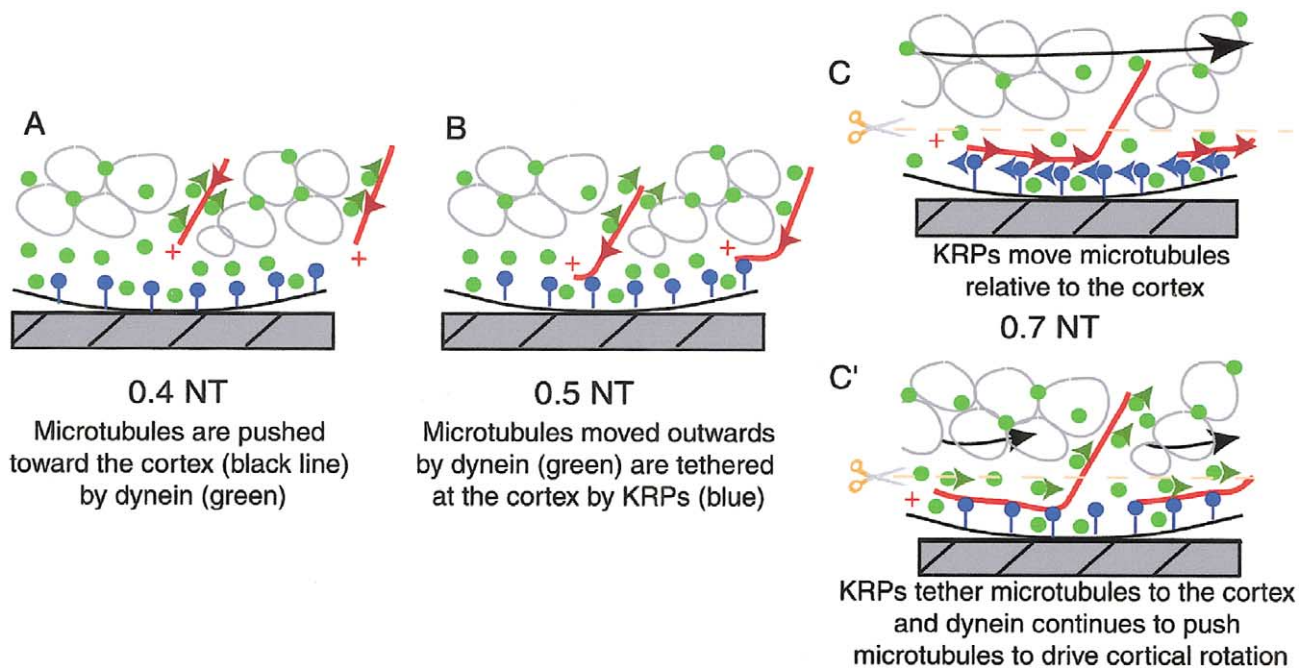 A
+
+
0.4 NT
Microtubules are pushed
toward the cortex (black line)
by dynein (green)
B
+
+
0.5 NT
Microtubules moved outwards
by dynein (green) are tethered
at the cortex by KRPs (blue)
C
+
KRPs move microtubules
relative to the cortex
0.7 NT
C'
+
KRPs tether microtubules to the cortex
and dynein continues to push
microtubules to drive cortical rotation